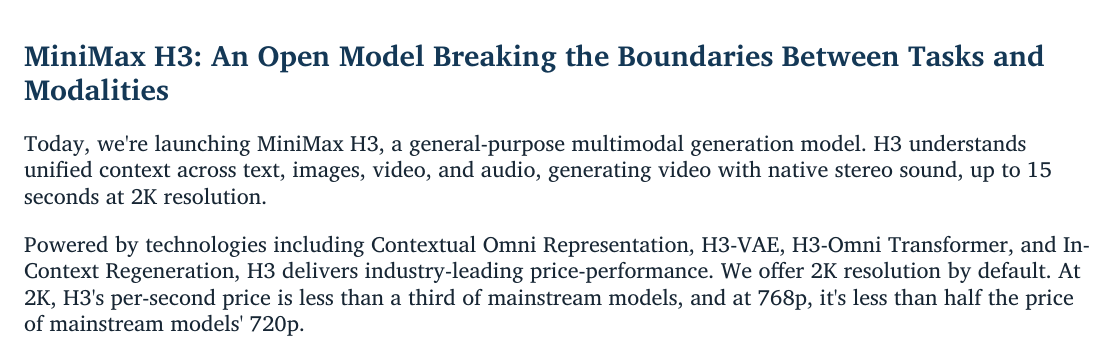 MiniMax H3: An Open Model Breaking the Boundaries Between Tasks and
Modalities
Today, we're launching MiniMax H3, a general-purpose multimodal generation model. H3 understands
unified context across text, images, video, and audio, generating video with native stereo sound, up to 15
seconds at 2K resolution.
Powered by technologies including Contextual Omni Representation, H3-VAE, H3-Omni Transformer, and In-
Context Regeneration, H3 delivers industry-leading price-performance. We offer 2K resolution by default. At
2K, H3's per-second price is less than a third of mainstream models, and at 768p, it's less than half the price
of mainstream models' 720p.